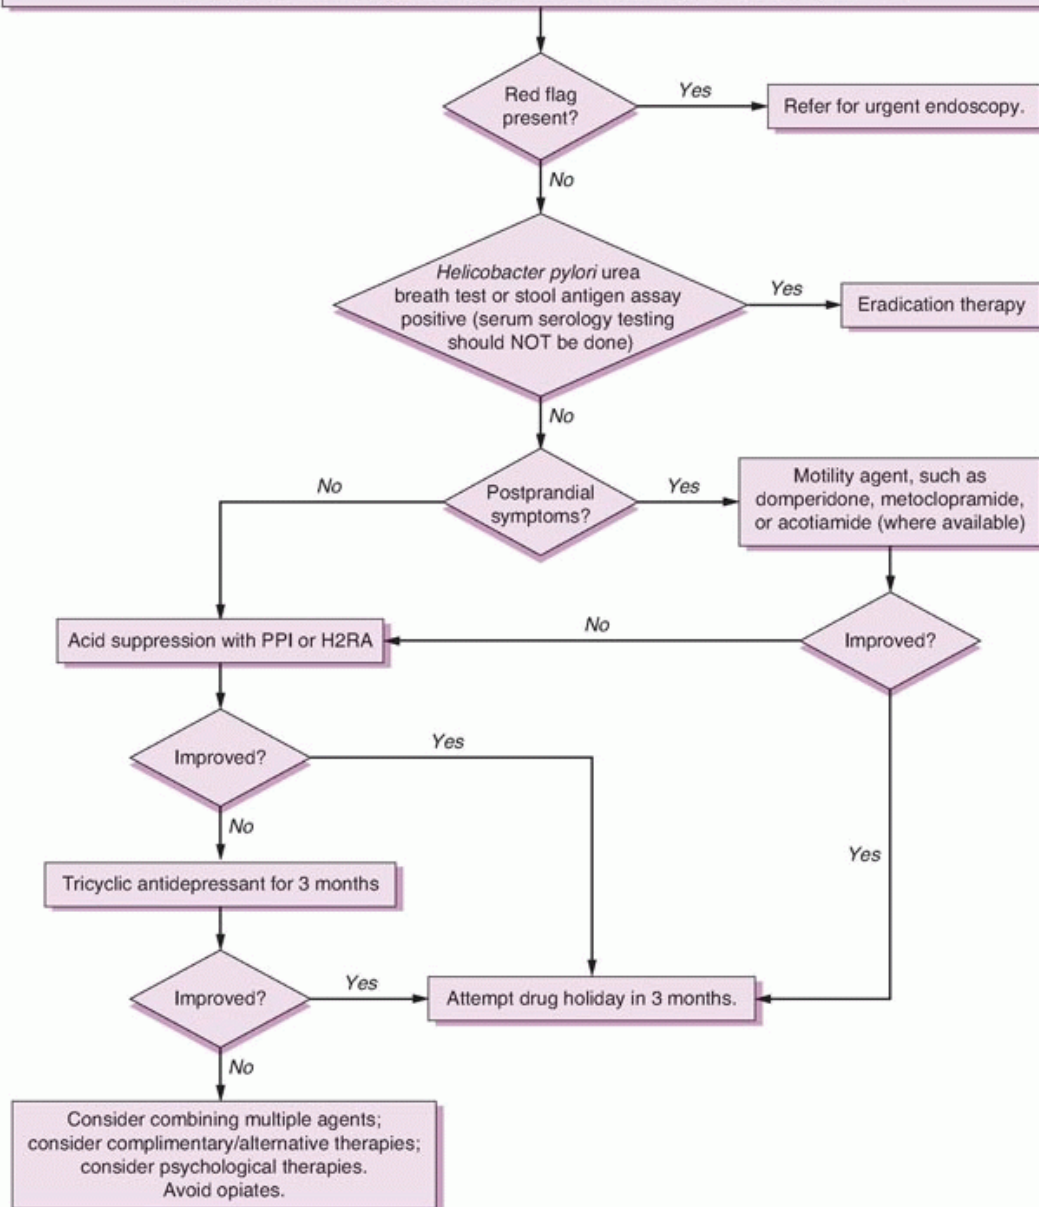 Red flag
present?
Yes
Refer for urgent endoscopy.
No
Helicobacter pylori urea
breath test or stool antigen assay
positive (serum serology testing
should NOT be done)
Yes
Eradication therapy
No
Postprandial
symptoms?
No
Yes
Motility agent, such as
domperidone, metoclopramide,
or acotiamide (where available)
Acid suppression with PPI or H2RA
No
Improved?
Improved?
Yes
No
Yes
Tricyclic antidepressant for 3 months
Improved?
Yes
Attempt drug holiday in 3 months.
No
Consider combining multiple agents;
consider complimentary/alternative therapies;
consider psychological therapies.
Avoid opiates.